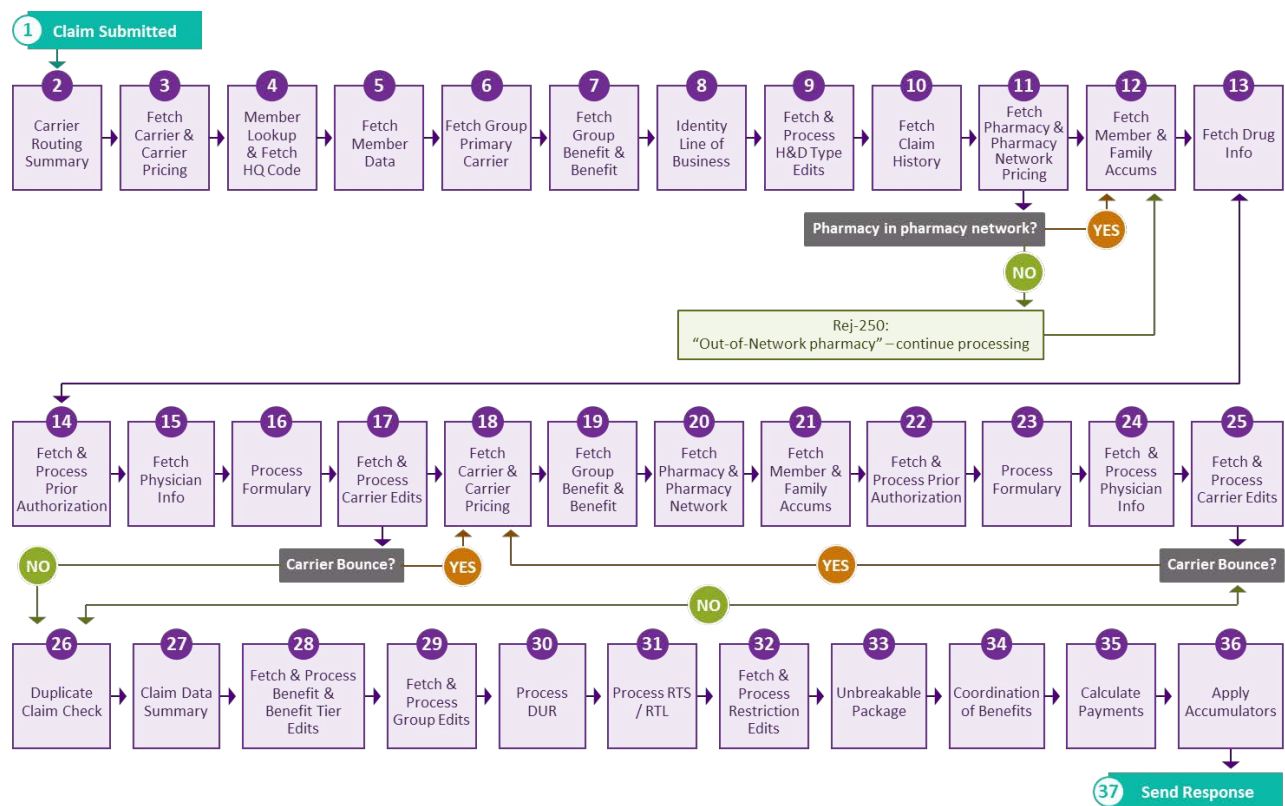 1 Claim Submitted
2
Carrier
Routing
Summary
3
Fetch
Carrier &
Carrier
Pricing
4
Member
Lookup
& Fetch
HQ Code
5
Fetch
Member
Data
6
Fetch Group
Primary
Carrier
7
Fetch
Group
Benefit &
Benefit
8
Identity
Line of
Business
9
Fetch &
Process
H&D Type
Edits
10
Fetch
Claim
History
11
Fetch
Pharmacy &
Pharmacy
Network
Pricing
12
Fetch
Member &
Family
Accums
13
Fetch Drug
Info
Pharmacy in pharmacy network?
YES
NO
Rej-250:
“Out-of-Network pharmacy” – continue processing
14
Fetch &
Process
Prior
Authorization
15
Fetch
Physician
Info
16
Process
Formulary
17
Fetch &
Process
Carrier Edits
18
Fetch
Carrier &
Carrier
Pricing
19
Fetch
Group
Benefit &
Benefit
20
Fetch
Pharmacy &
Pharmacy
Network
21
Fetch
Member &
Family
Accums
22
Fetch &
Process Prior
Authorization
23
Process
Formulary
24
Fetch &
Process
Physician
Info
25
Fetch &
Process
Carrier Edits
NO
Carrier Bounce?
YES
YES
Carrier Bounce?
NO
26
Duplicate
Claim Check
27
Claim Data
Summary
28
Fetch & Process
Benefit &
Benefit Tier
Edits
29
Fetch &
Process
Group Edits
30
Process
DUR
31
Process RTS
/ RTL
32
Fetch &
Process
Restriction
Edits
33
Unbreakable
Package
34
Coordination
of Benefits
35
Calculate
Payments
36
Apply
Accumulators
37 Send Response